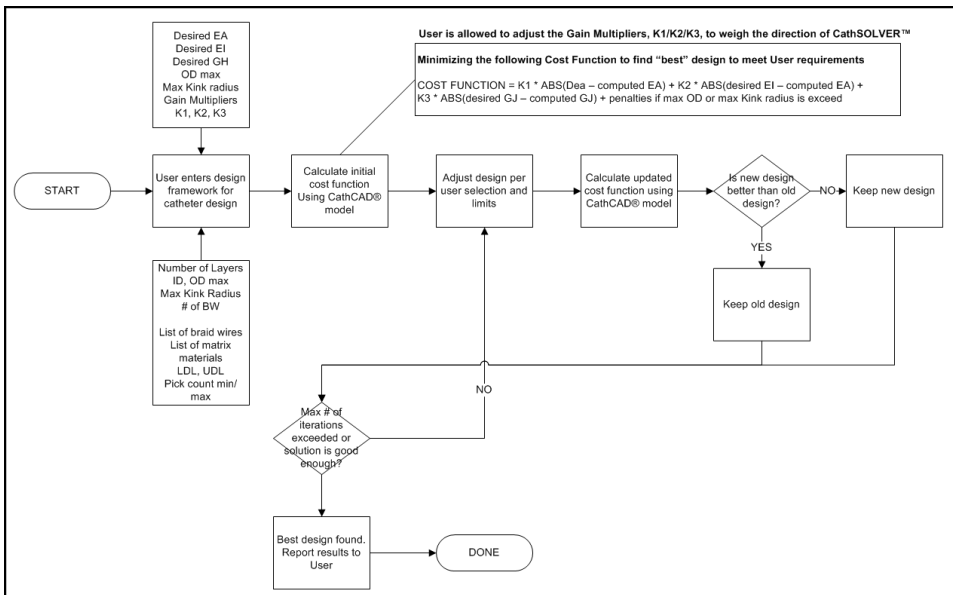 User is allowed to adjust the Gain Multipliers, K1/K2/K3, to weigh the direction of CathSOLVER™
Minimizing the following Cost Function to find “best” design to meet User requirements
COST FUNCTION = K1 * ABS(Dea – computed EA) + K2 * ABS(desired EI – computed EA) +
K3 * ABS(desired GJ – computed GJ) + penalties if max OD or max Kink radius is exceed
Desired EA
Desired EI
Desired GH
OD max
Max Kink radius
Gain Multipliers
K1, K2, K3
START
User enters design
framework for
catheter design
Calculate initial
cost function
Using CathCAD®
model
Adjust design per
user selection and
limits
Calculate updated
cost function using
CathCAD® model
Is new design
better than old
design?
NO
Keep new design
YES
Keep old design
Number of Layers
ID, OD max
Max Kink Radius
# of BW
List of braid wires
List of matrix
materials
LDL, UDL
Pick count min/
max
NO
Max # of
iterations
exceeded or
solution is good
enough?
Best design found.
Report results to
User
DONE